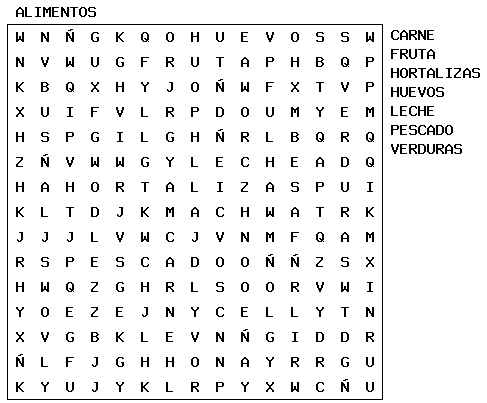 ALIMENTOS
W N Ñ G K Q O H U E V O S S W
N V W U G F R U T A P H B Q P
K B Q X H Y J O Ñ W F X T V P
X U I F V L R P D O U M Y E M
H S P G I L G H Ñ R L B Q R Q
Z Ñ V W W G Y L E C H E A D Q
H A H O R T A L I Z A S P U I
K L T D J K M A C H W A T R K
J J J L V W C J V N M F Q A M
R S P E S C A D O O Ñ Ñ Z S X
H W Q Z G H R L S O O R V W I
Y O E Z E J N Y C E L L Y T N
X V G B K L E V N Ñ G I D D R
Ñ L F J G H H O N A Y R R G U
K Y U J Y K L R P Y X W C Ñ U
CARNE
FRUTA
HORTALIZAS
HUEVOS
LECHE
PESCADO
VERDURAS